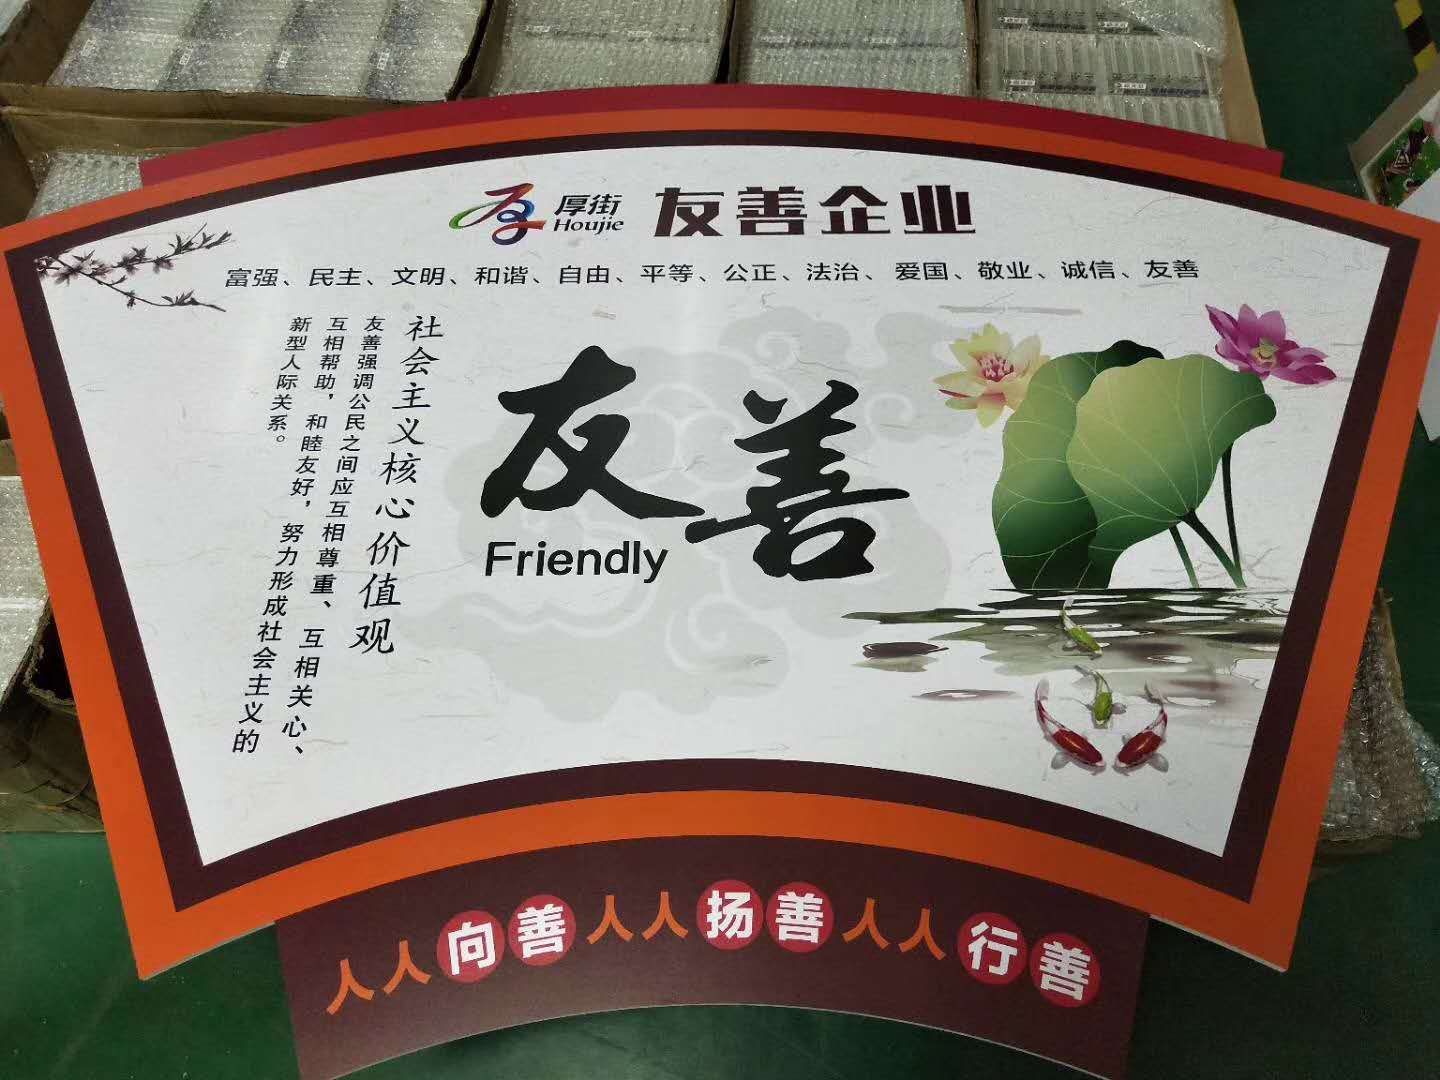 厚街 友善企业
Houjie
富强、民主、文明、和谐、自由、平等、公正、法治、爱国、敬业、诚信、友善
社会主义核心价值观
友善强调公民之间应互相尊重、互相关心、
互相帮助，和睦友好，努力形成社会主义的
新型人际关系。
友善
Friendly
人人向善人人扬善人人行善